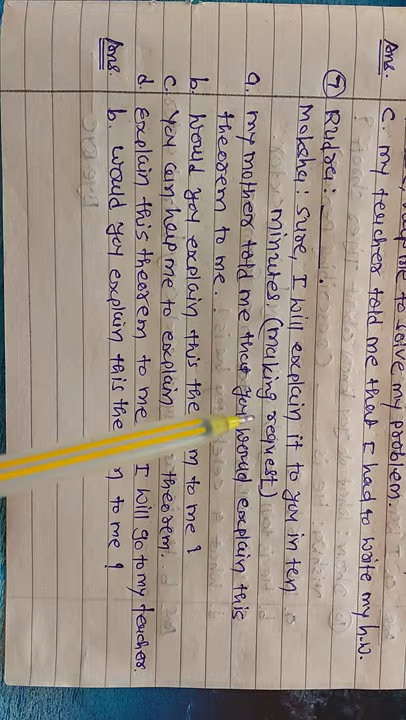 to solve my problem.
Ans. C. my teacher told me that I had to write my h.w.
⑦ Rudra: ______.
Moksha: sure, I will explain it to you in ten
minutes. (making request)
a. my mother told me that you would explain this
theorem to me.
b. Would you explain this the m to me?
c. You can help me to explain theorem.
d. explain this theorem to me I will go to my teacher.
Ans. b. would you explain this the m to me?